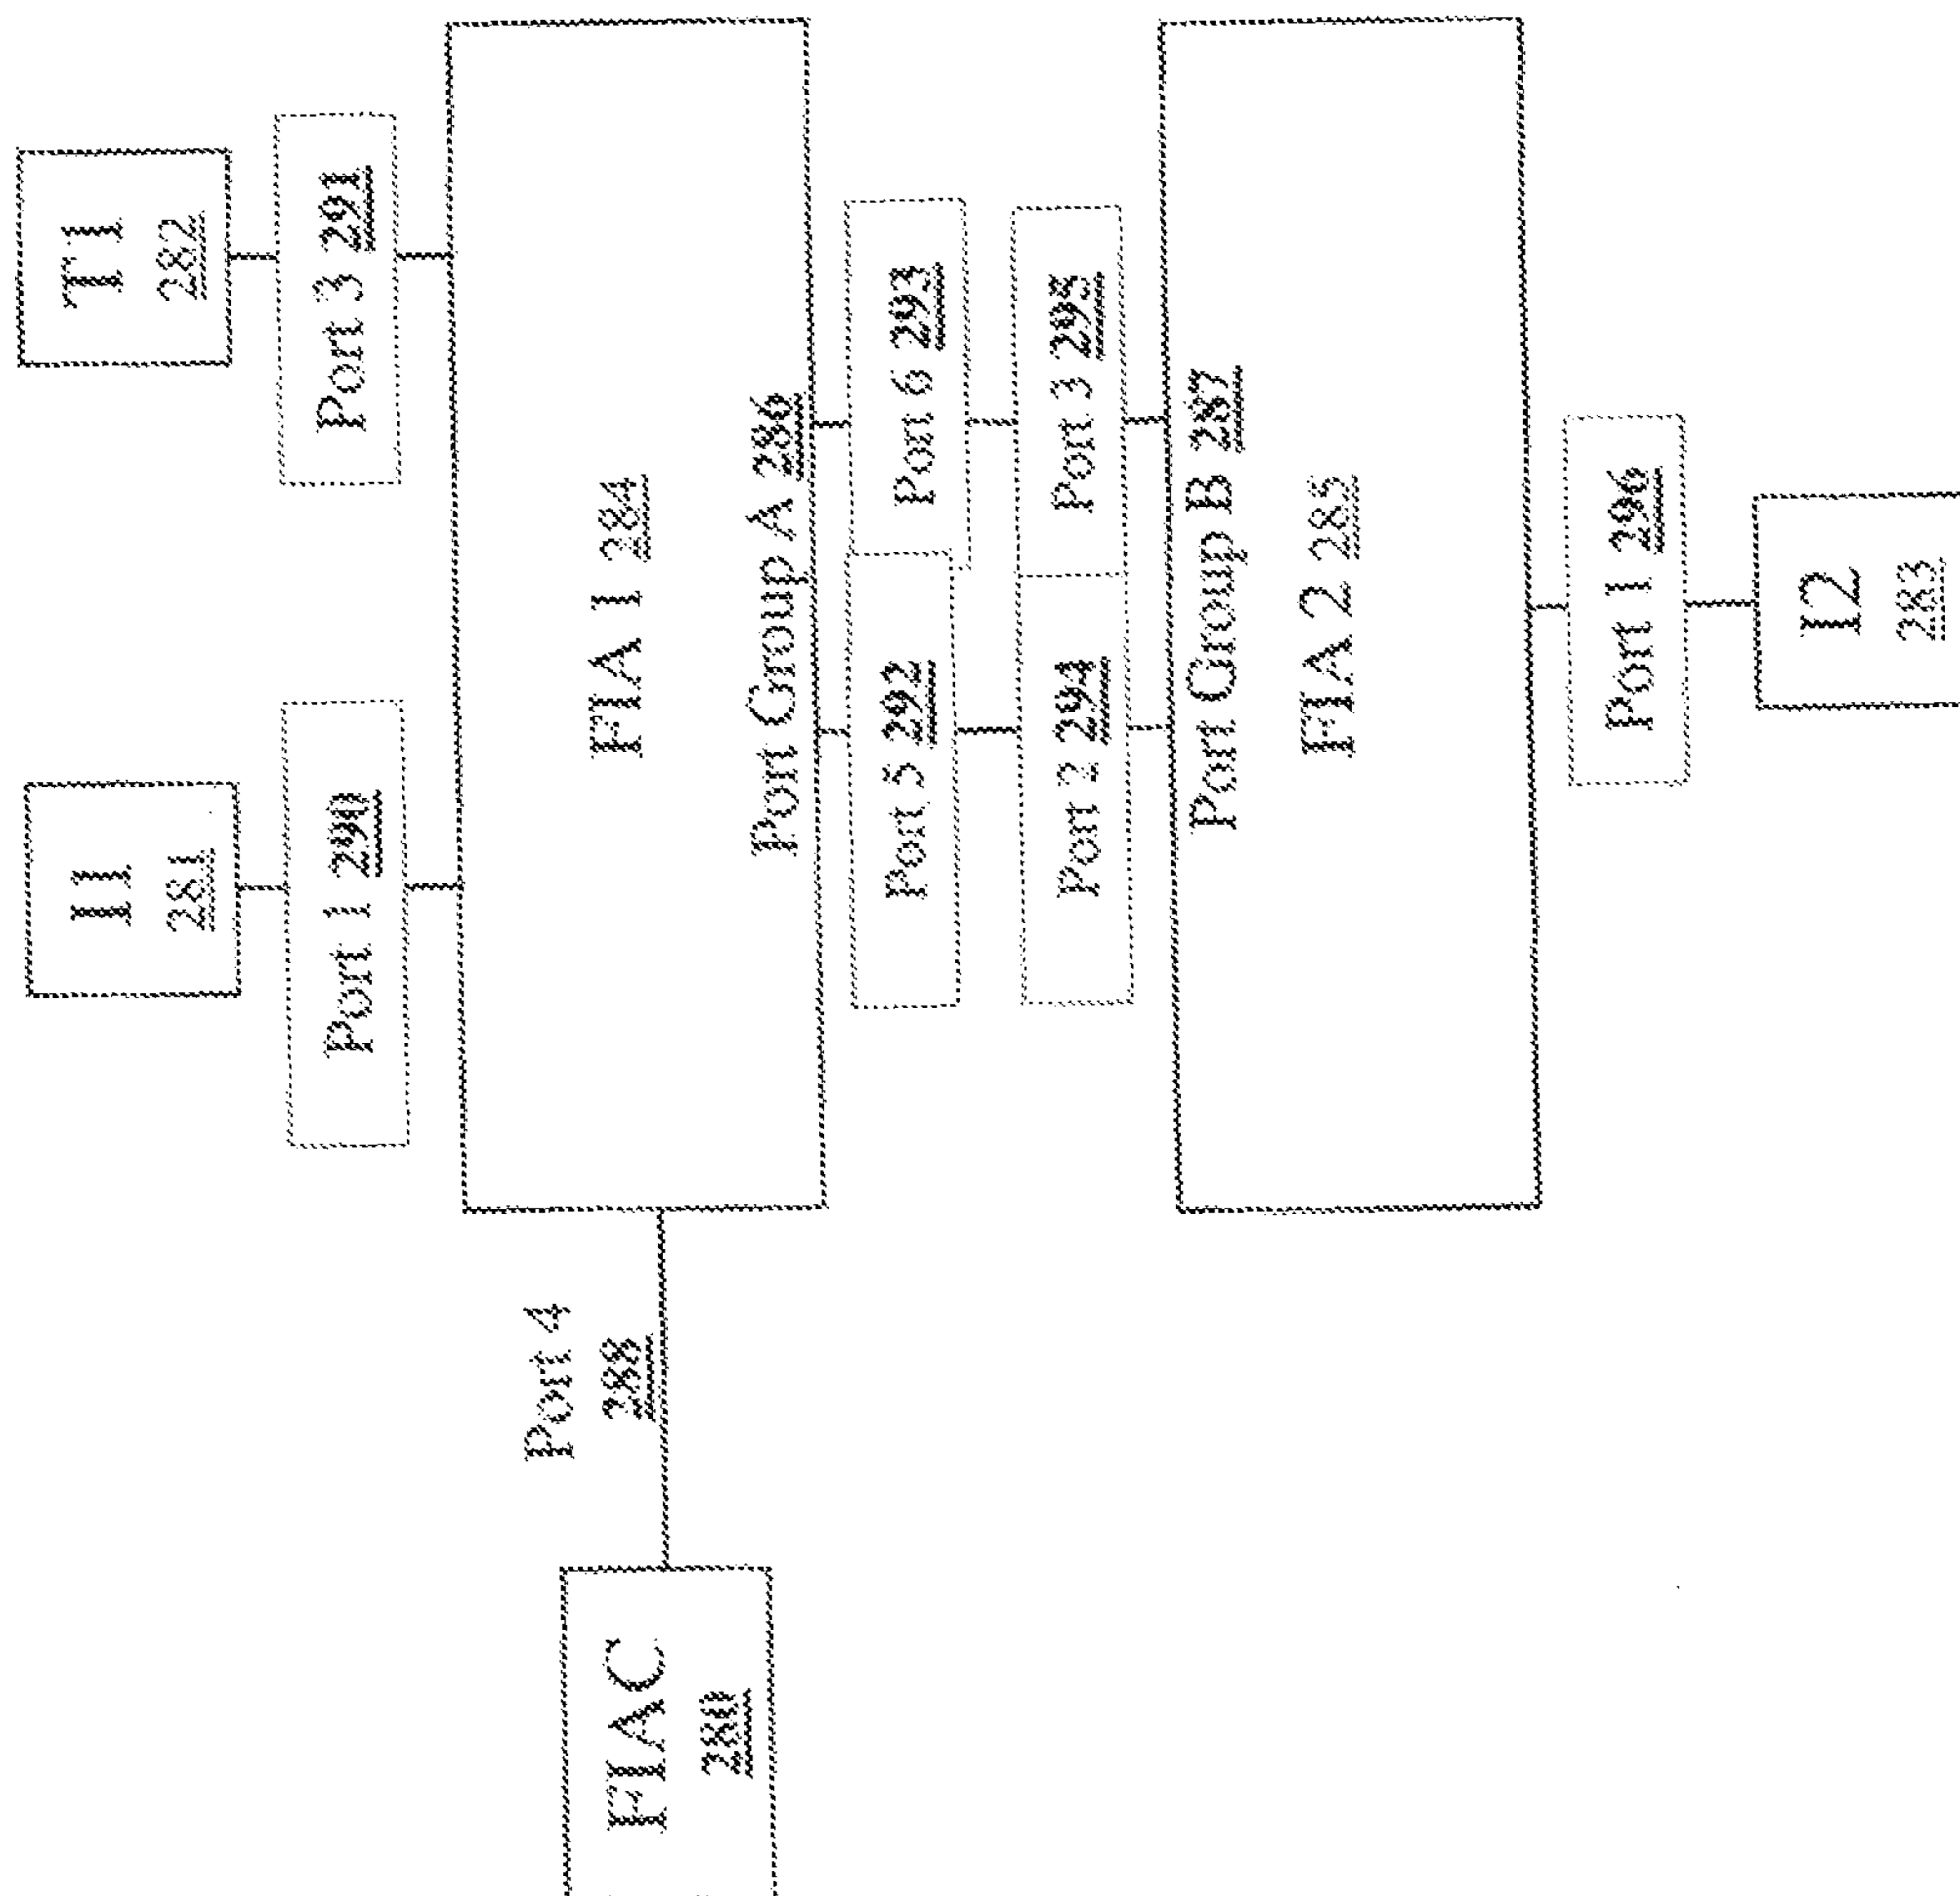 T1
282
Port 3 291
I1
281
Port 1 290
FIA 1 284
Port Group A 286
Port 6 293
Port 5 292
Port 3 295
Port 2 294
Port Group B 287
FIA 2 285
Port 1 296
I2
283
Port 4
288
FIAC
280